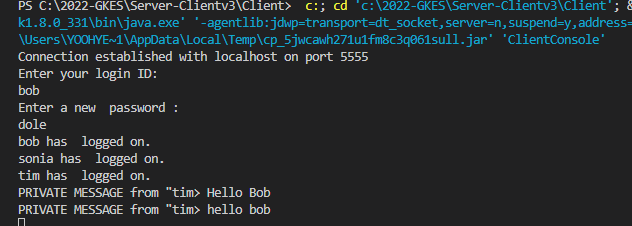 PS C:\2022-GKES\Server-Clientv3\Client>  c:; cd 'c:\2022-GKES\Server-Clientv3\Client'; &
k1.8.0_331\bin\java.exe' '-agentlib:jdwp=transport=dt_socket,server=n,suspend=y,address=
\Users\YOOHYE~1\AppData\Local\Temp\cp_5jwcawh271u1fm8c3q061sull.jar' 'ClientConsole'
Connection established with localhost on port 5555
Enter your login ID:
bob
Enter a new  password :
dole
bob has  logged on.
sonia has  logged on.
tim has  logged on.
PRIVATE MESSAGE from "tim> Hello Bob
PRIVATE MESSAGE from "tim> hello bob